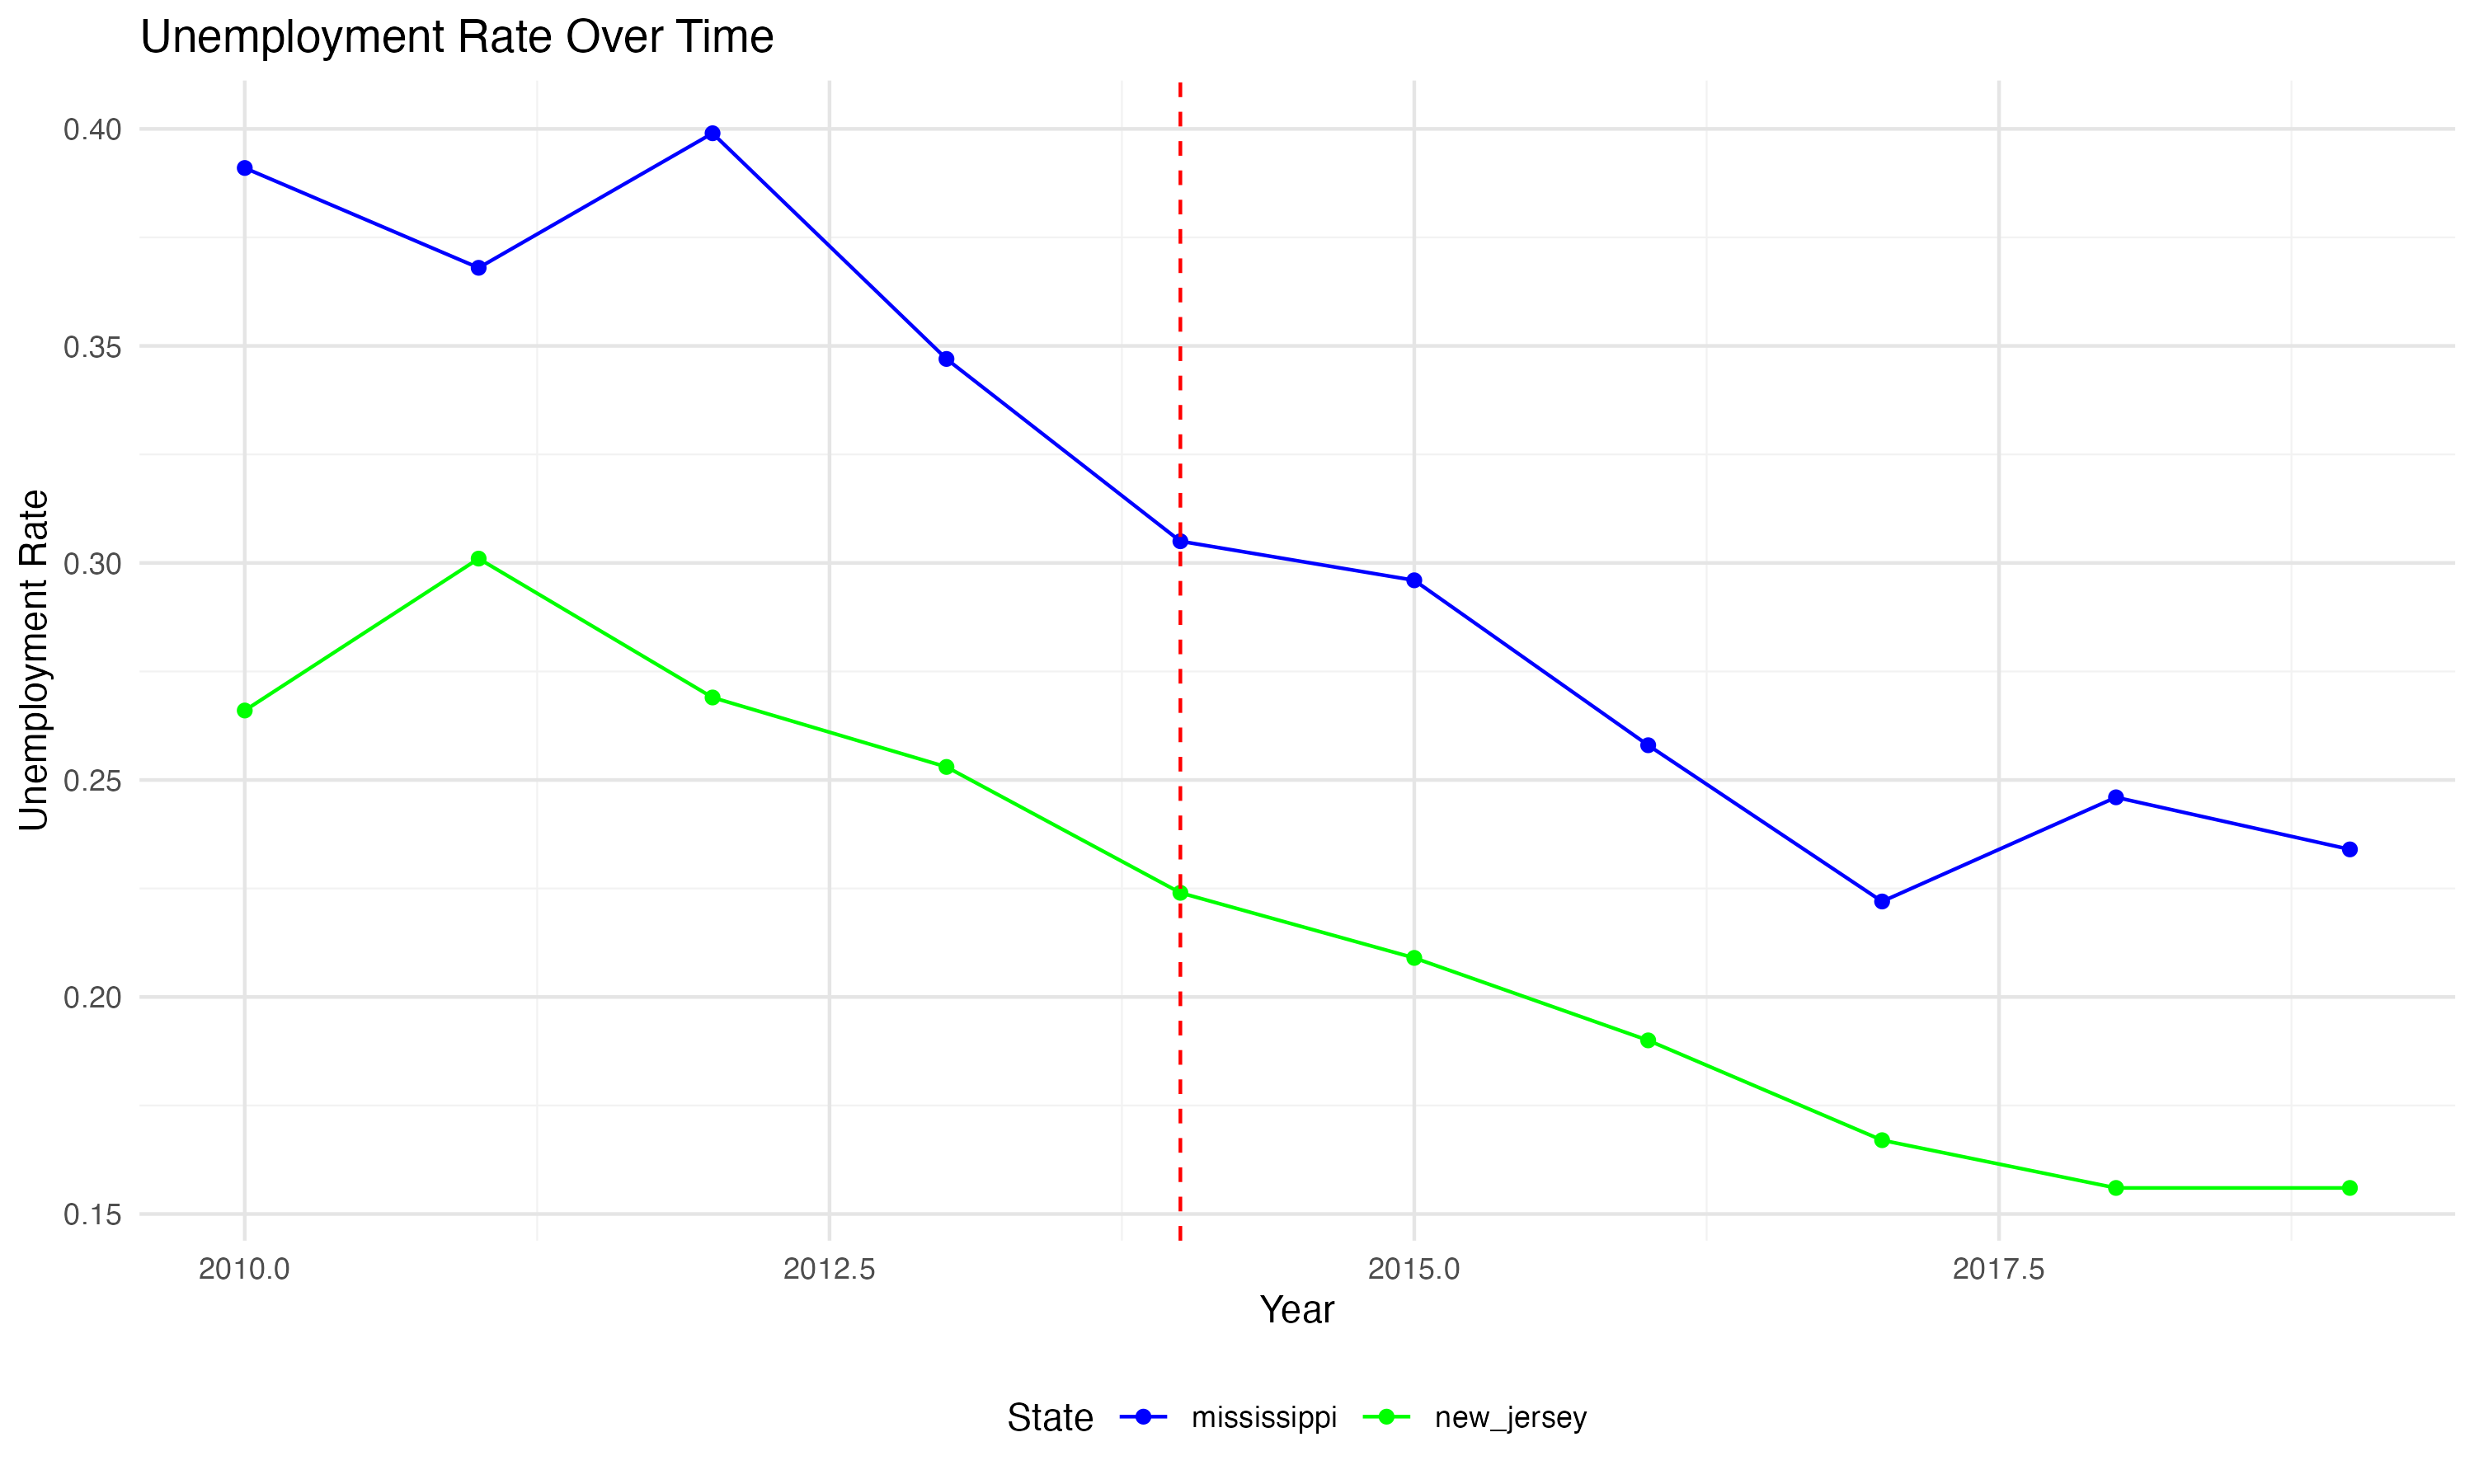 Unemployment Rate Over Time
Unemployment Rate
0.40
0.35
0.30
0.25
0.20
0.15
2010.0 2012.5 2015.0 2017.5
Year
State mississippi new_jersey